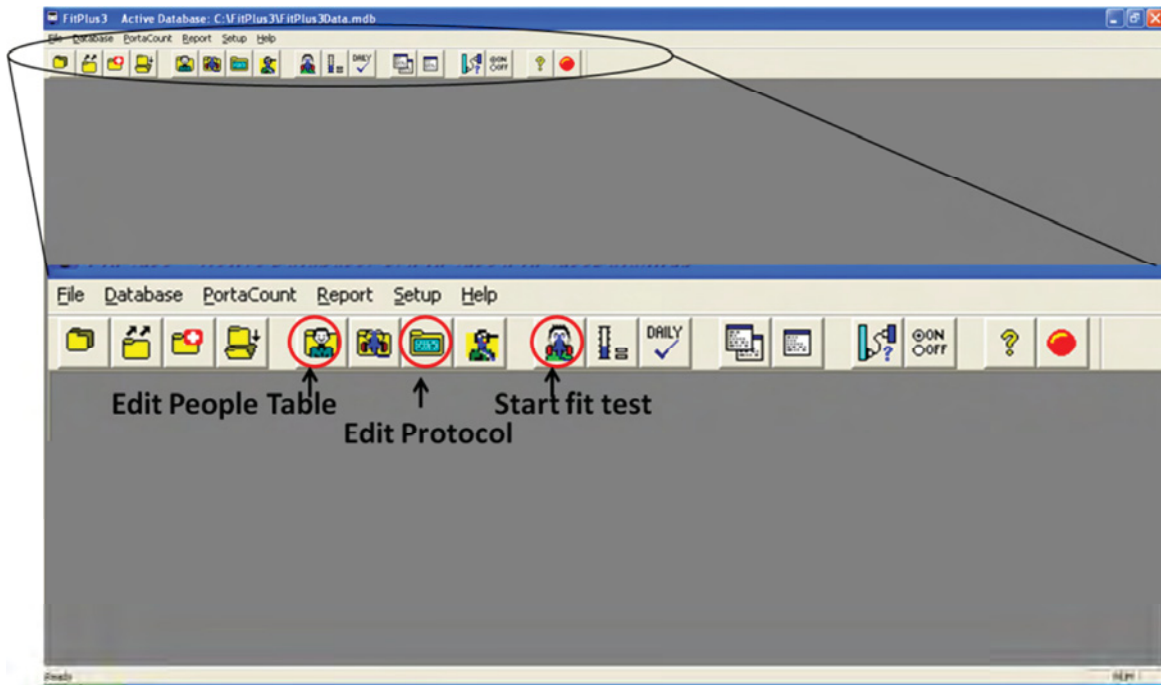 FitPlus3 Active Database: C:\FitPlus3\FitPlus3Data.mdb
File Database PortaCount Report Setup Help
DAILY
ON
OFF
?
File Database PortaCount Report Setup Help
DAILY
ON
OFF
?
Edit People Table
Start fit test
Edit Protocol
Ready
NUM